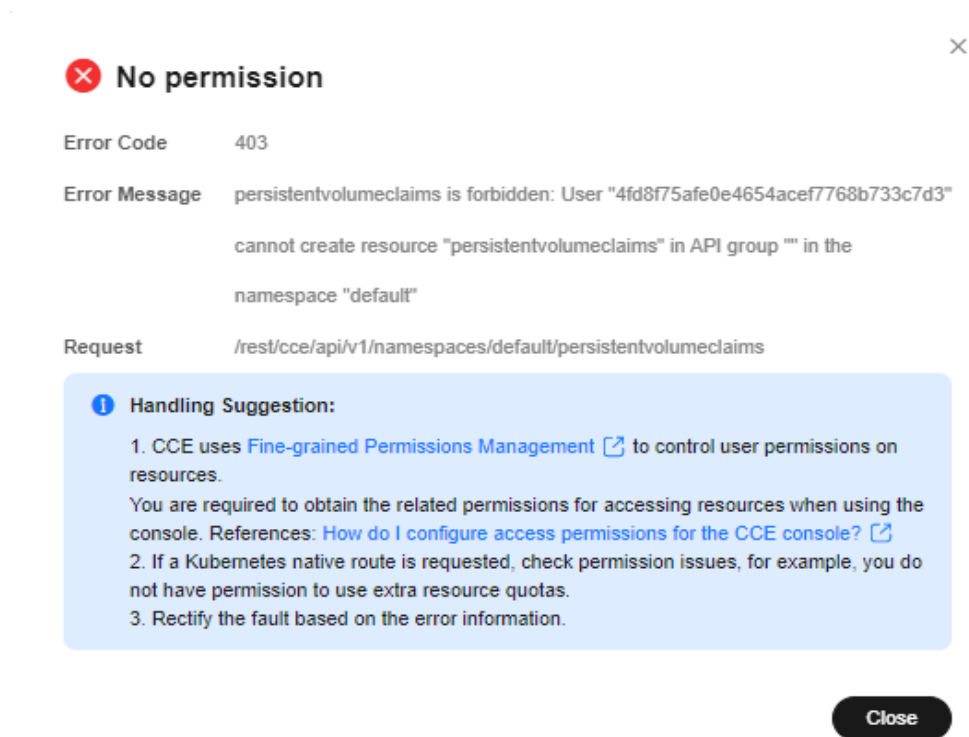 No permission
Error Code 403
Error Message persistentvolumeclaims is forbidden: User "4fd8f75afe0e4654acef7768b733c7d3"
cannot create resource "persistentvolumeclaims" in API group "" in the
namespace "default"
Request /rest/cce/api/v1/namespaces/default/persistentvolumeclaims
Handling Suggestion:
1. CCE uses Fine-grained Permissions Management to control user permissions on
resources.
You are required to obtain the related permissions for accessing resources when using the
console. References: How do I configure access permissions for the CCE console?
2. If a Kubernetes native route is requested, check permission issues, for example, you do
not have permission to use extra resource quotas.
3. Rectify the fault based on the error information.
Close